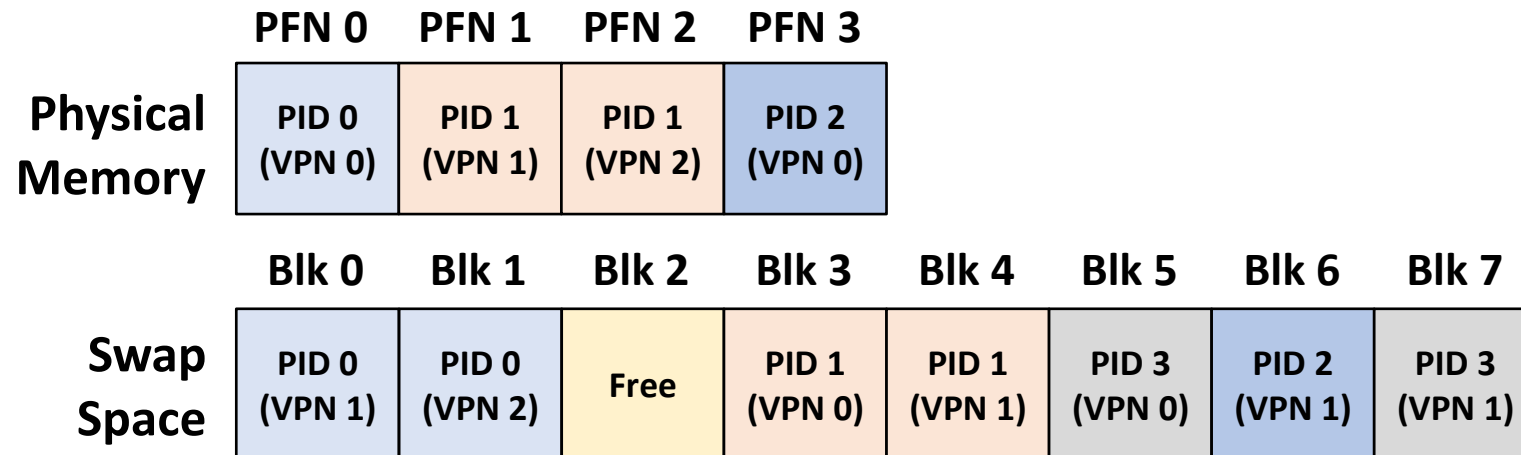 PFN 0 PFN 1 PFN 2 PFN 3
Physical
Memory
PID 0 PID 1 PID 1 PID 2
(VPN 0) (VPN 1) (VPN 2) (VPN 0)
Blk 0 Blk 1 Blk 2 Blk 3 Blk 4 Blk 5 Blk 6 Blk 7
Swap
Space
PID 0 PID 0 Free PID 1 PID 1 PID 3 PID 2 PID 3
(VPN 1) (VPN 2) (VPN 0) (VPN 1) (VPN 0) (VPN 1) (VPN 1)